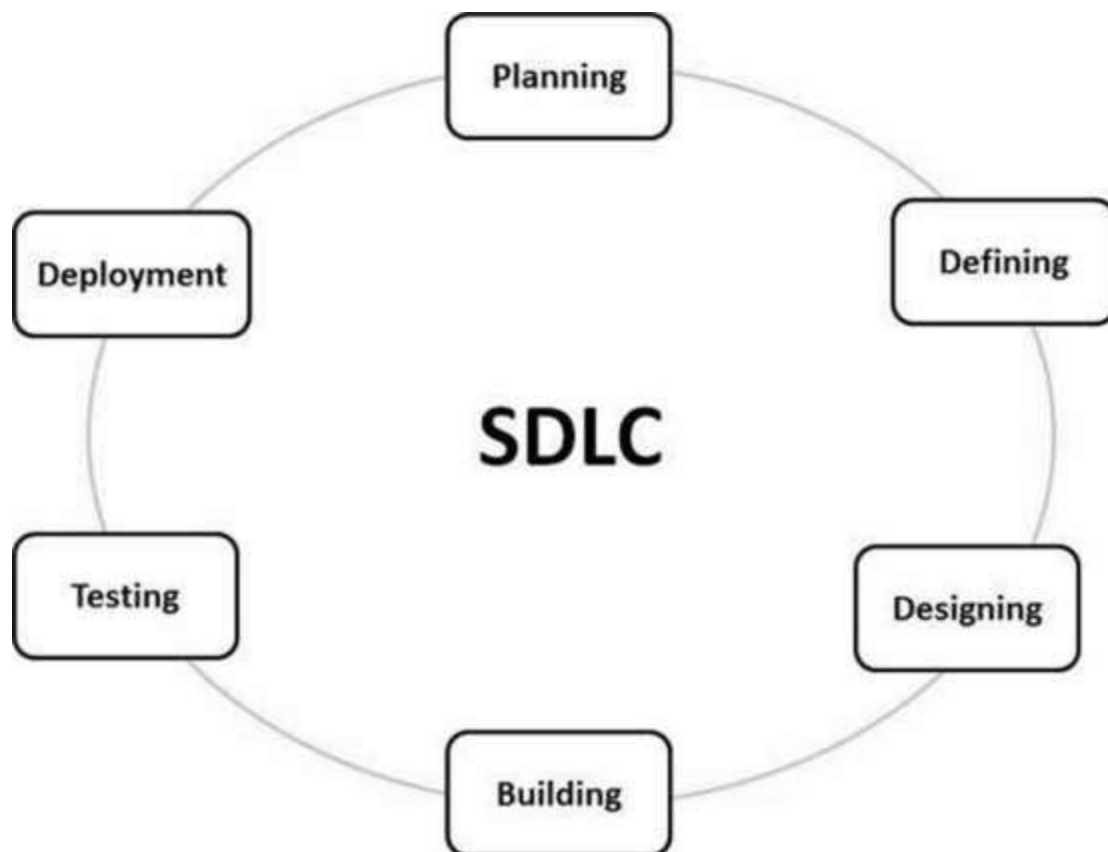 Planning
Defining
Designing
Building
Testing
Deployment
SDLC